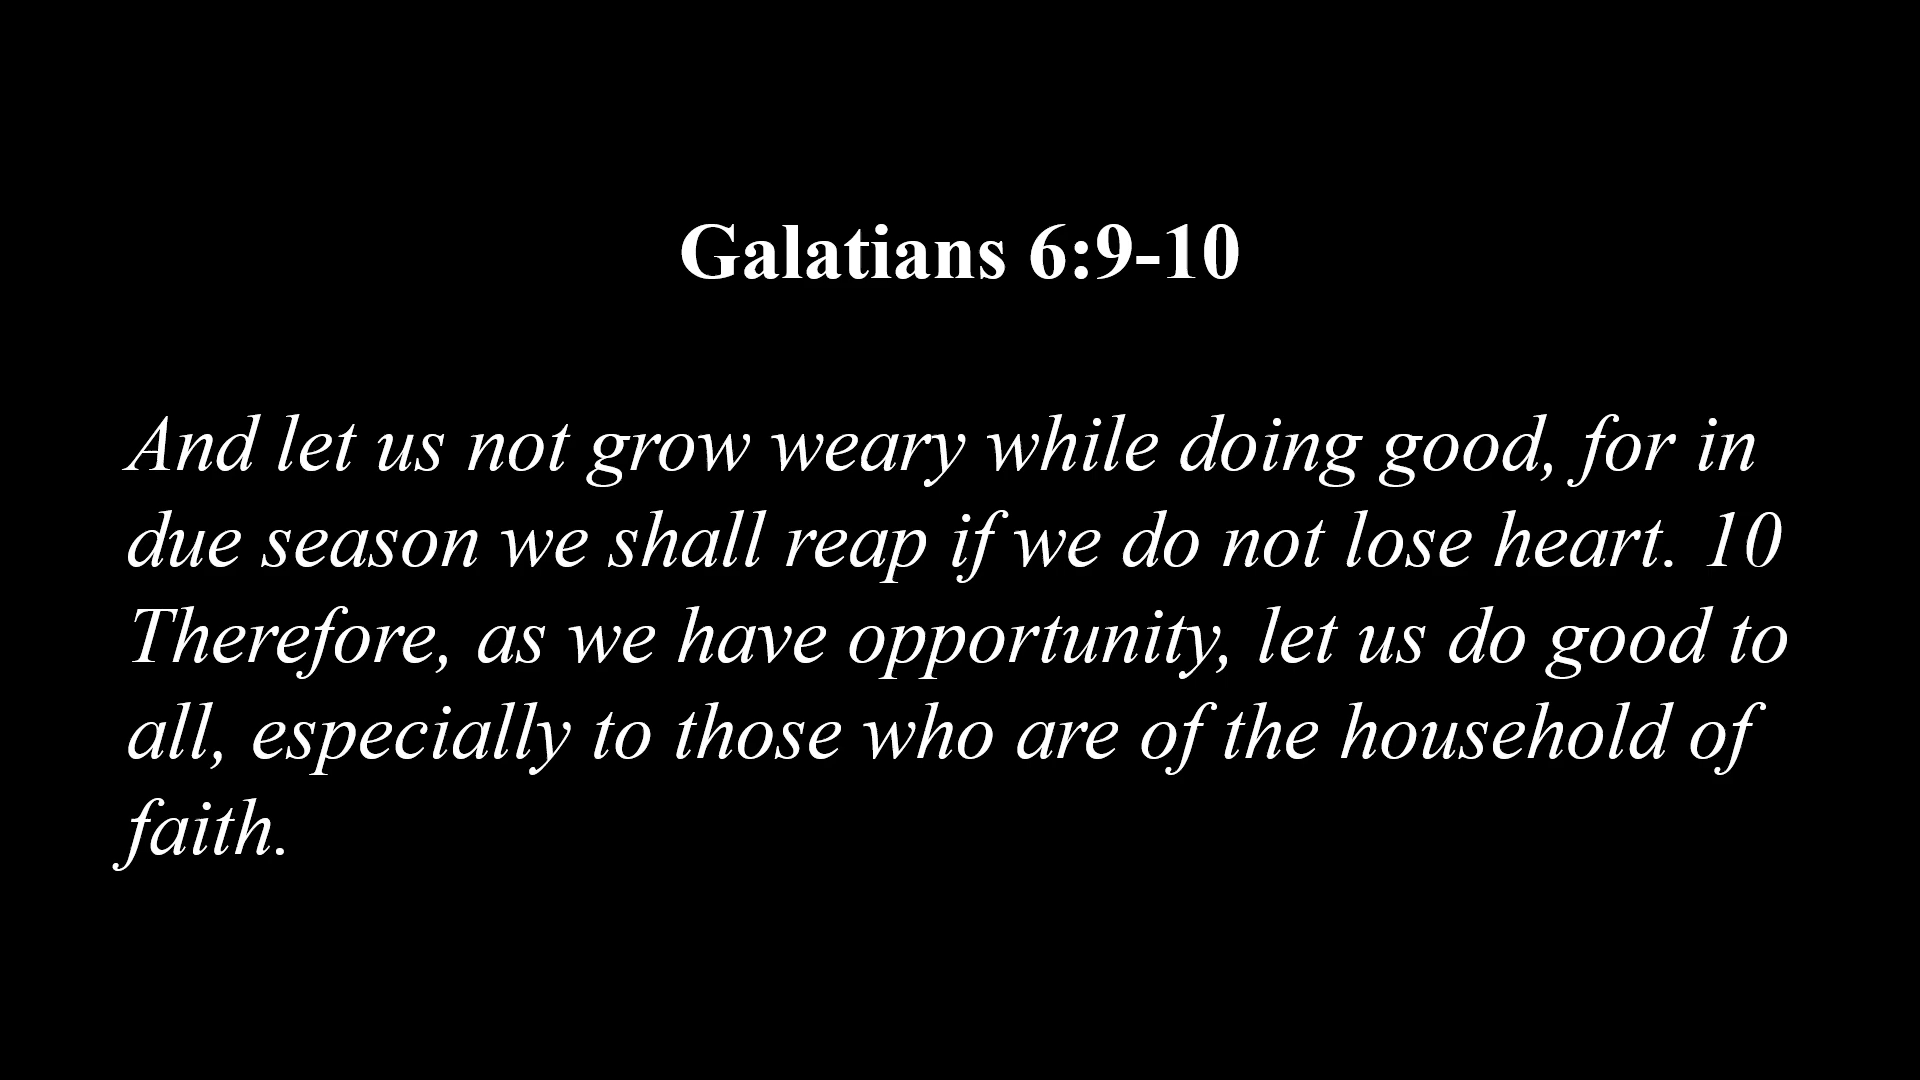 Galatians 6:9-10
And let us not grow weary while doing good, for in
due season we shall reap if we do not lose heart. 10
Therefore, as we have opportunity, let us do good to
all, especially to those who are of the household of
faith.